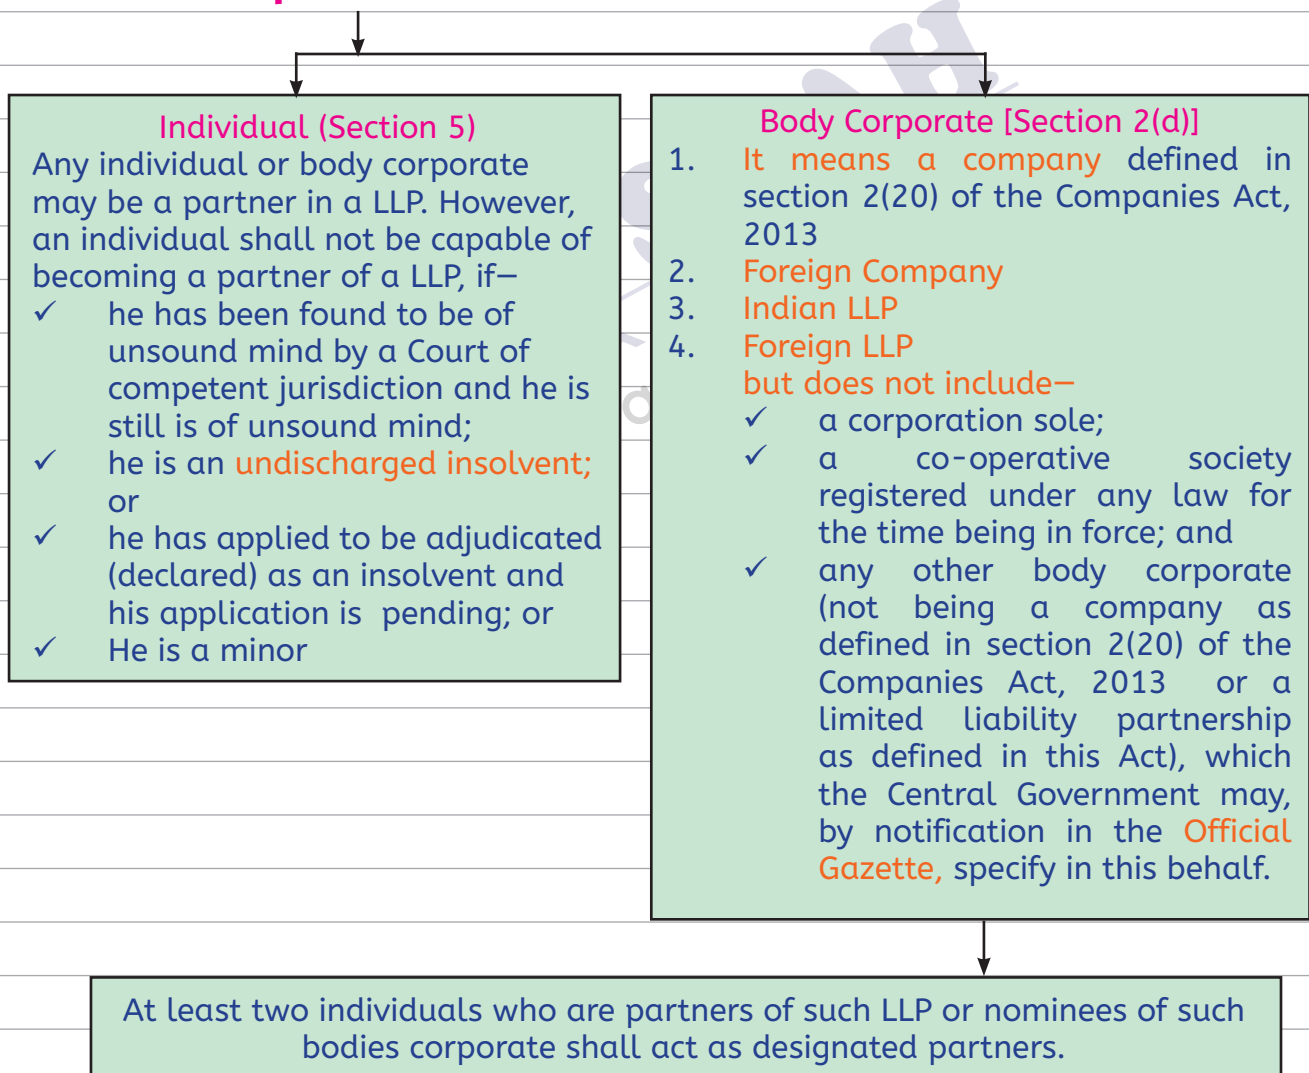 Individual (Section 5)
Any individual or body corporate
may be a partner in a LLP. However,
an individual shall not be capable of
becoming a partner of a LLP, if—
✓ he has been found to be of
unsound mind by a Court of
competent jurisdiction and he is
still is of unsound mind;
✓ he is an undischarged insolvent;
or
✓ he has applied to be adjudicated
(declared) as an insolvent and
his application is pending; or
✓ He is a minor
Body Corporate [Section 2(d)]
1. It means a company defined in
section 2(20) of the Companies Act,
2013
2. Foreign Company
3. Indian LLP
4. Foreign LLP
but does not include—
✓ a corporation sole;
✓ a co-operative society
registered under any law for
the time being in force; and
✓ any other body corporate
(not being a company as
defined in section 2(20) of the
Companies Act, 2013 or a
limited liability partnership
as defined in this Act), which
the Central Government may,
by notification in the Official
Gazette, specify in this behalf.
At least two individuals who are partners of such LLP or nominees of such
bodies corporate shall act as designated partners.